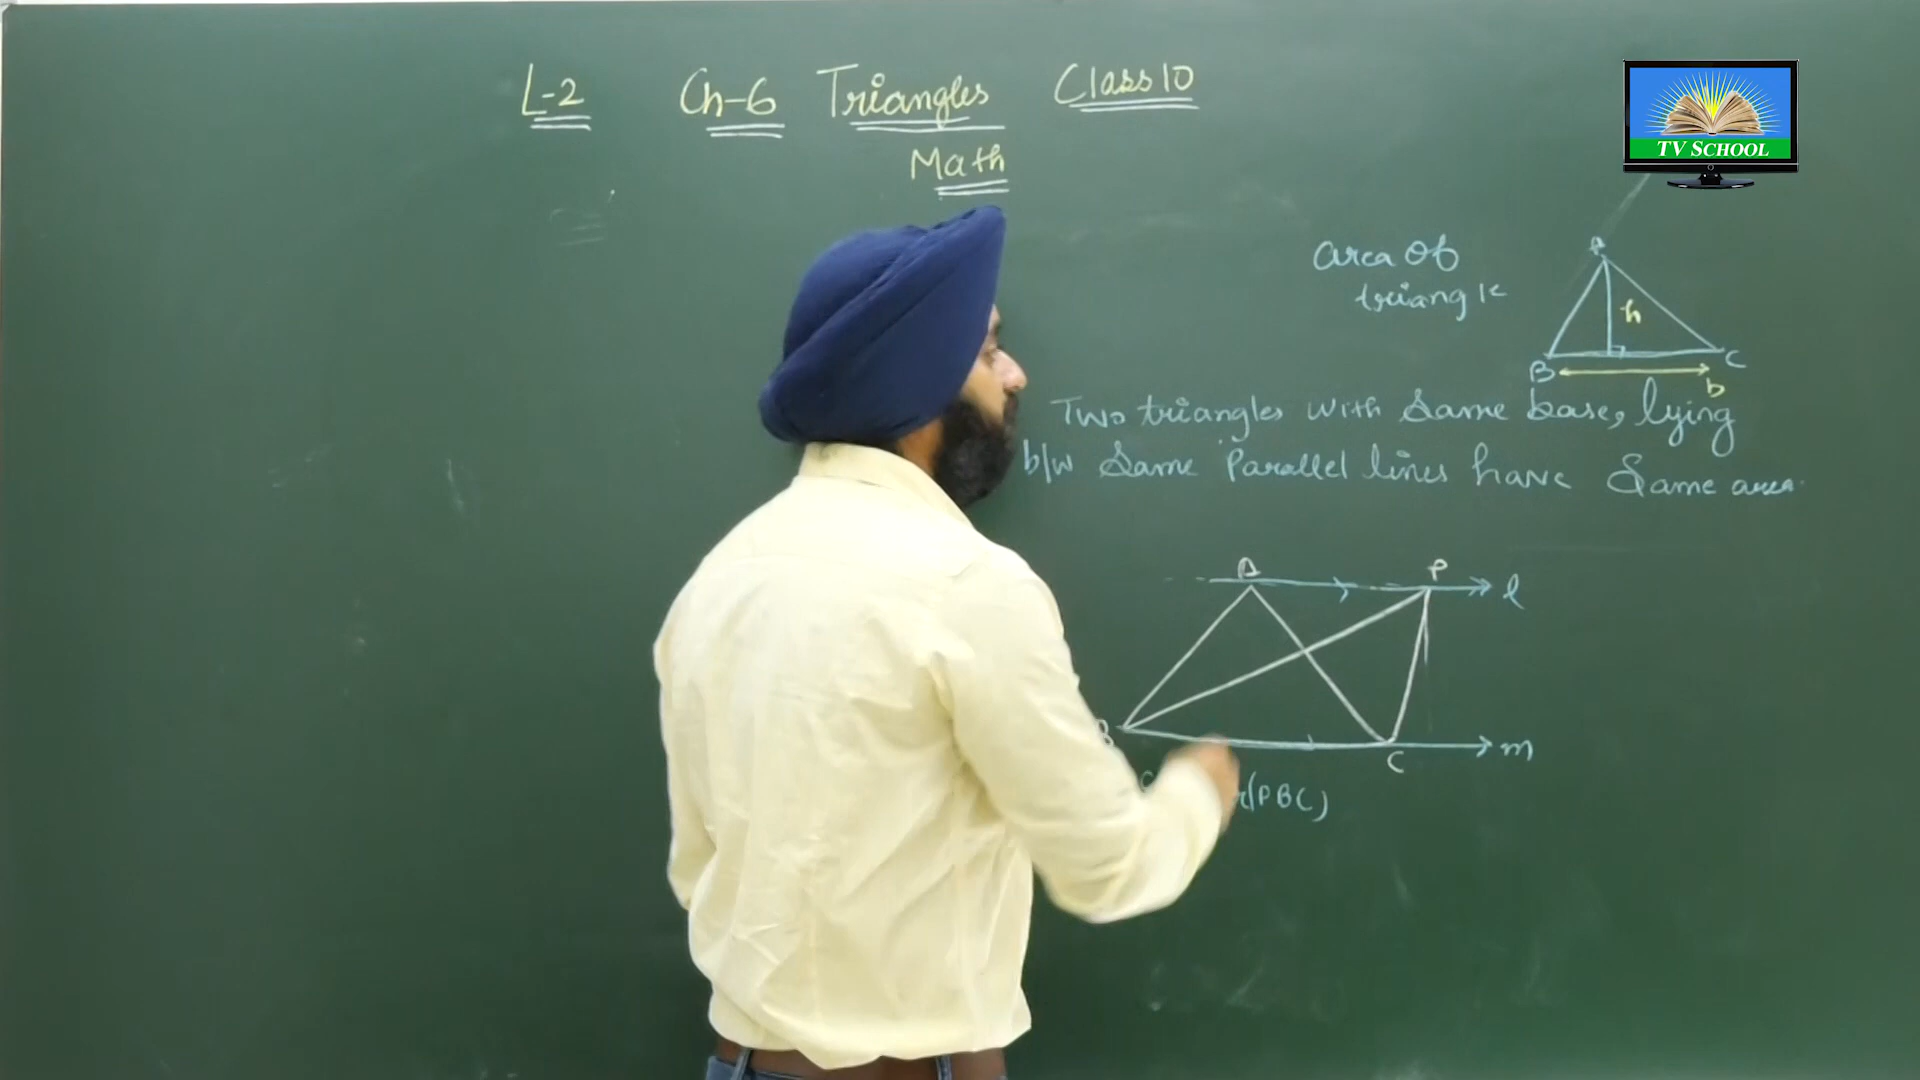 L-2 Ch-6 Triangles Class 10
Math
TV SCHOOL
area of
triangle
A
h
B C
b
Two triangles with same base, lying
b/w same parallel lines have same area.
A P
l
B
C m
(PBC)